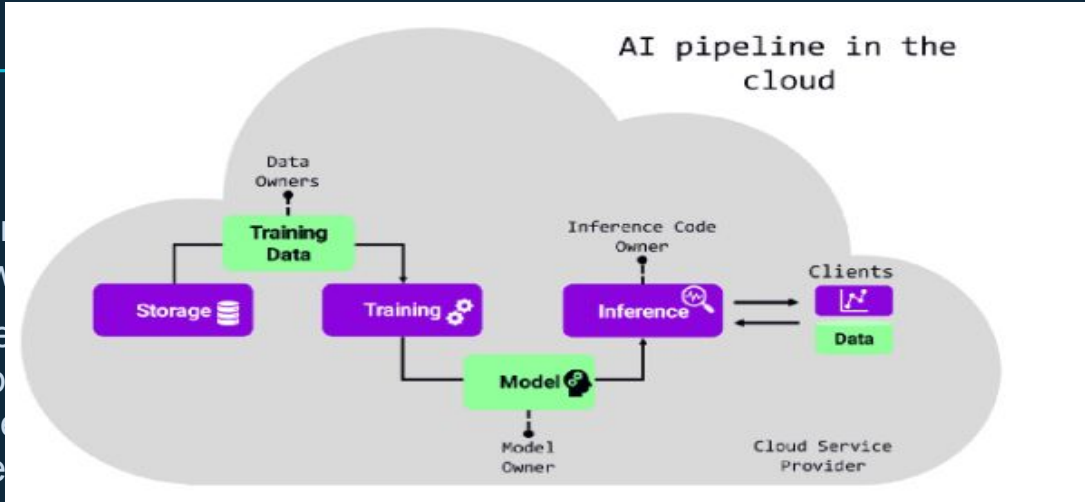 AI pipeline in the
cloud
Data
Owners
Training
Data
Inference Code
Owner
Clients
Storage
Training
Inference
Data
Model
Model
Owner
Cloud Service
Provider